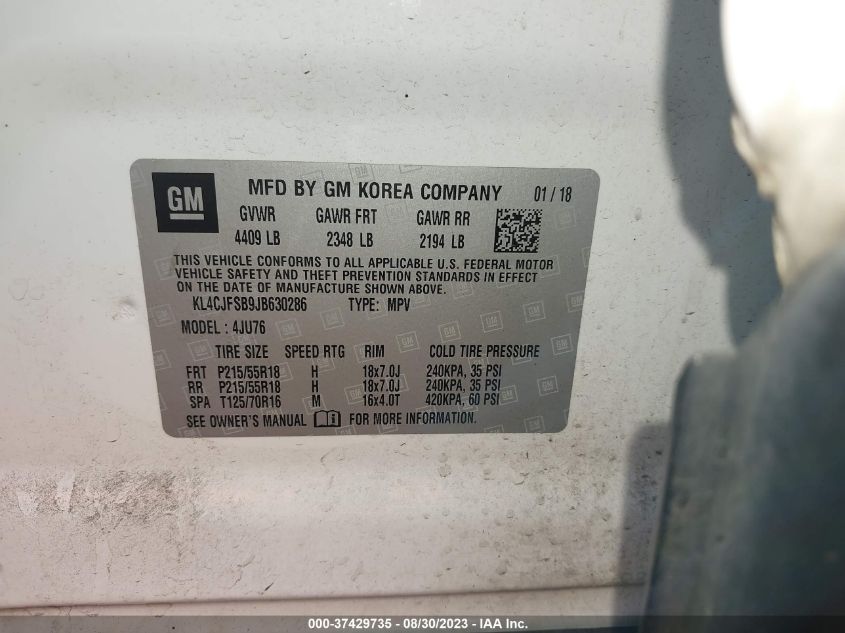 GM
MFD BY GM KOREA COMPANY 01 / 18
GVWR GAWR FRT GAWR RR
4409 LB 2348 LB 2194 LB
THIS VEHICLE CONFORMS TO ALL APPLICABLE U.S. FEDERAL MOTOR
VEHICLE SAFETY AND THEFT PREVENTION STANDARDS IN EFFECT
ON THE DATE OF MANUFACTURE SHOWN ABOVE.
KL4CJFSB9JB630286 TYPE: MPV
MODEL : 4JU76
TIRE SIZE SPEED RTG RIM COLD TIRE PRESSURE
FRT P215/55R18 H 18x7.0J 240KPA, 35 PSI
RR P215/55R18 H 18x7.0J 240KPA, 35 PSI
SPA T125/70R16 M 16x4.0T 420KPA, 60 PSI
SEE OWNER'S MANUAL FOR MORE INFORMATION.
000-37429735 - 08/30/2023 - IAA Inc.